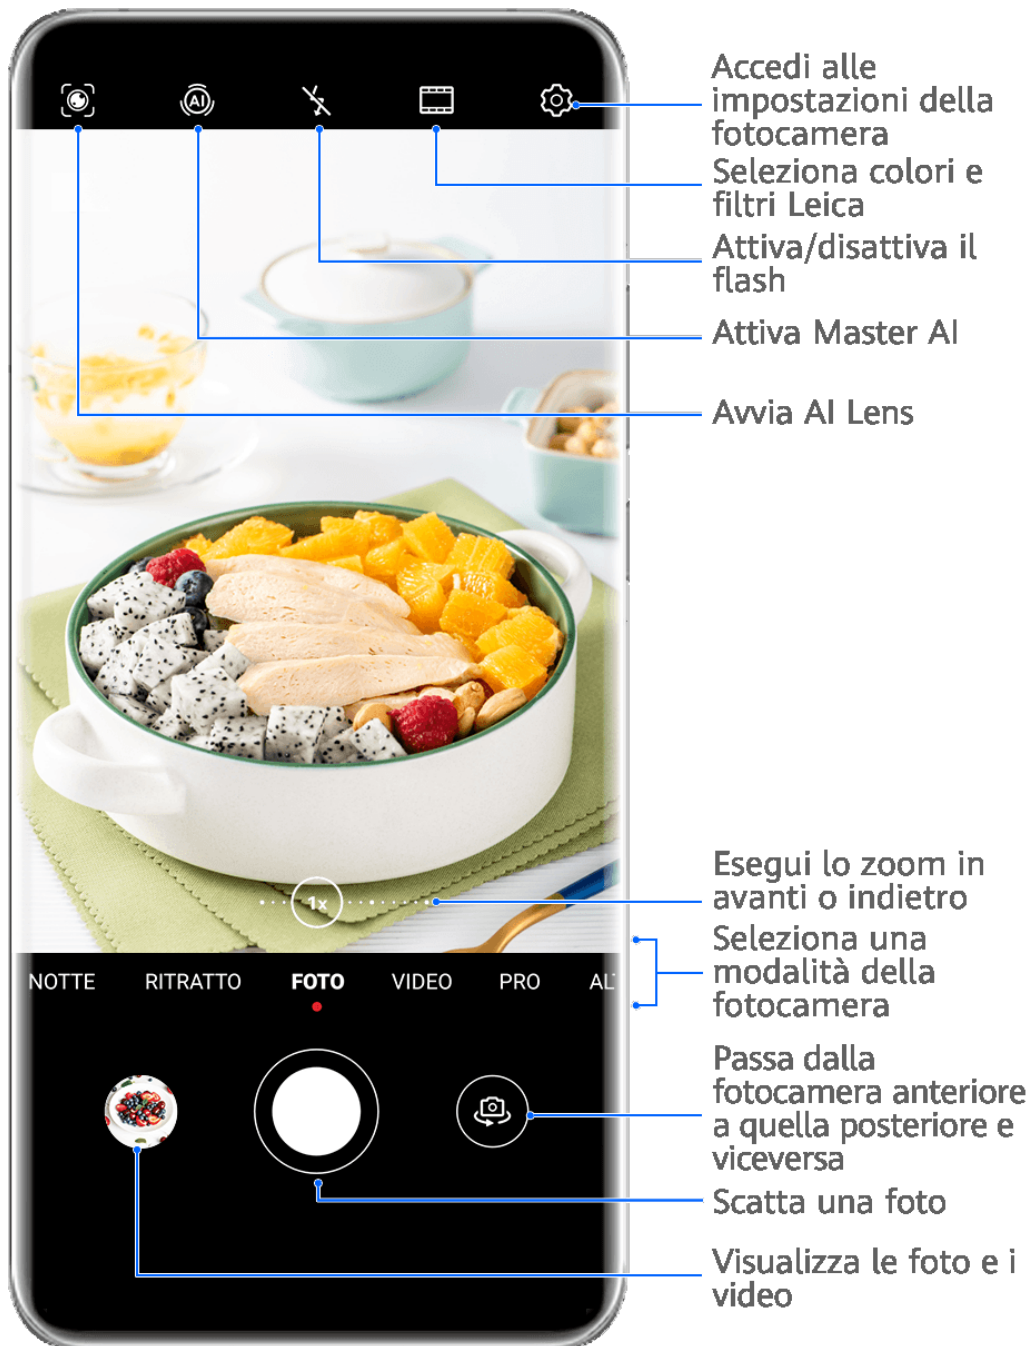 AI
Accedi alle
impostazioni della
fotocamera
Seleziona colori e
filtri Leica
Attiva/disattiva il
flash
Attiva Master AI
Avvia AI Lens
1x
Esegui lo zoom in
avanti o indietro
Seleziona una
modalità della
fotocamera
NOTTE RITRATTO FOTO VIDEO PRO AL
Passa dalla
fotocamera anteriore
a quella posteriore e
viceversa
Scatta una foto
Visualizza le foto e i
video